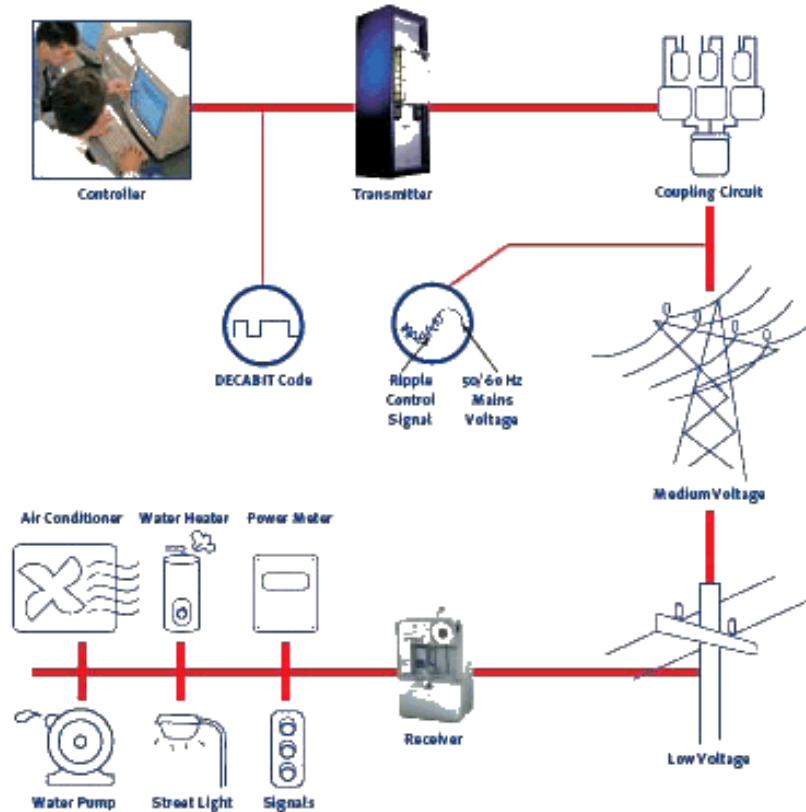 Controller
Transmitter
Coupling Circuit
DECABIT Code
Ripple
Control
Signal
50/60 Hz
Mains
Voltage
Medium Voltage
Air Conditioner
Water Heater
Power Meter
Receiver
Low Voltage
Water Pump
Street Light
Signals